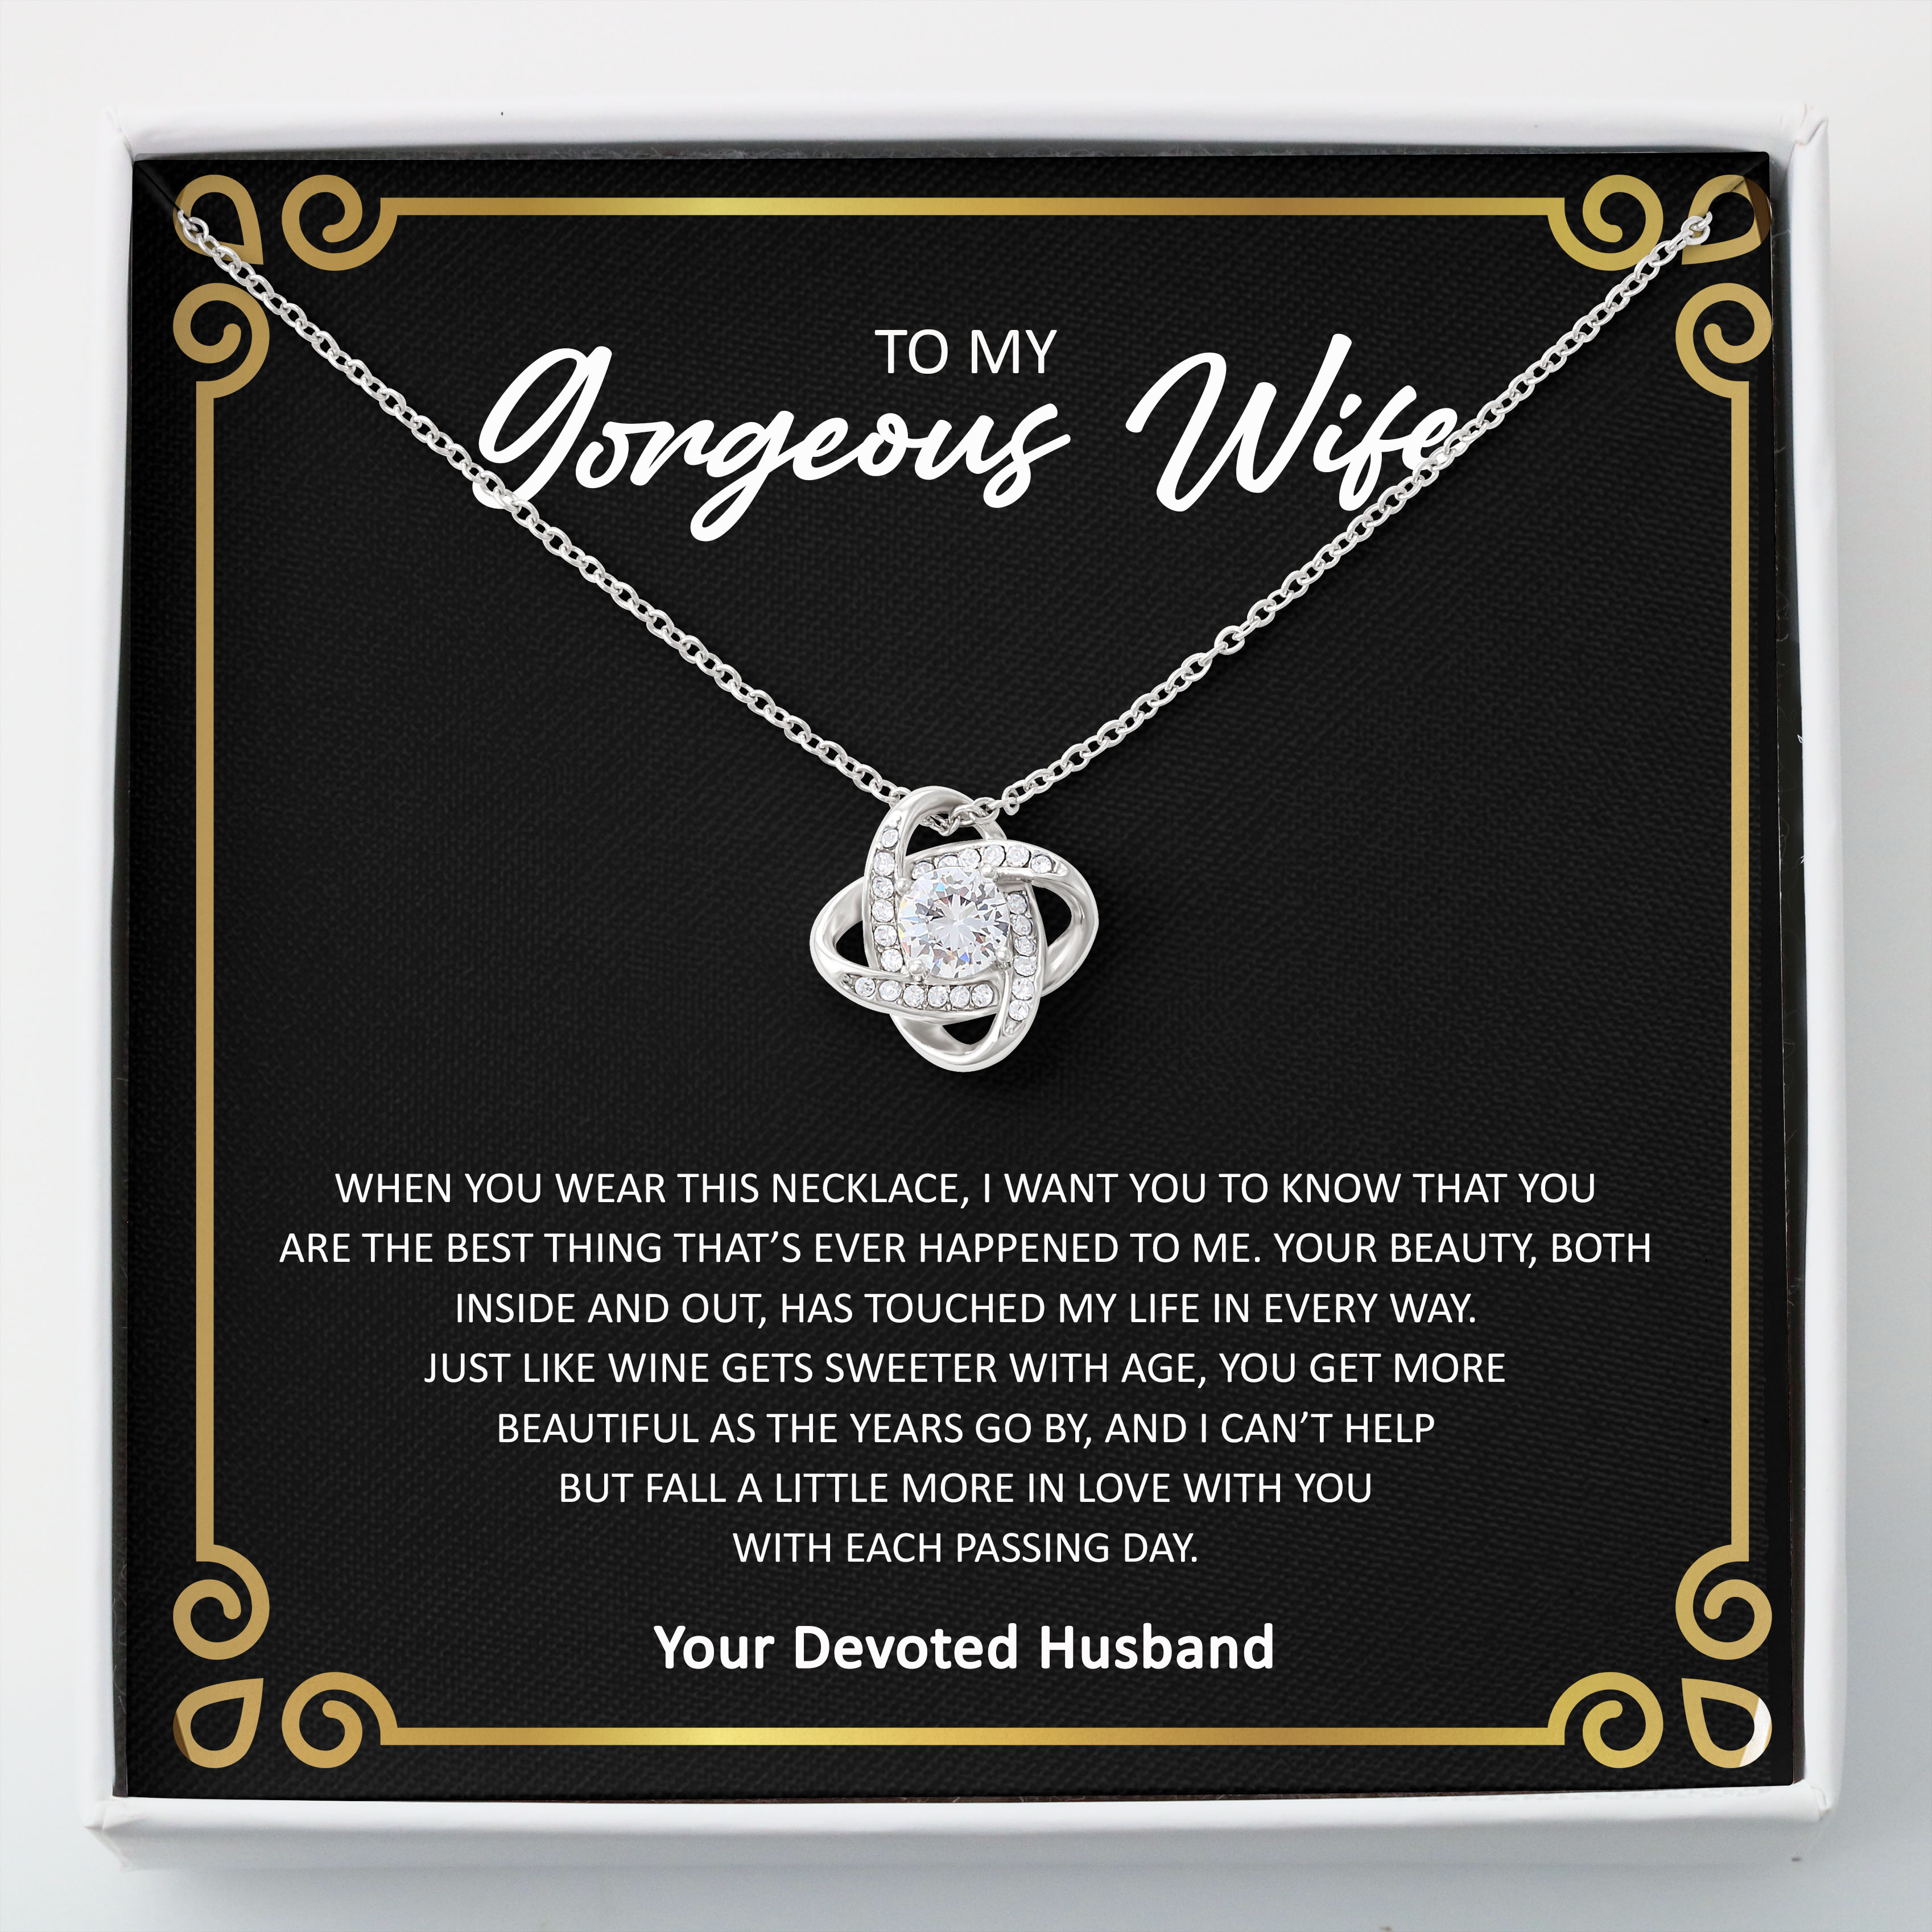 TO MY
Gorgeous Wife
WHEN YOU WEAR THIS NECKLACE, I WANT YOU TO KNOW THAT YOU
ARE THE BEST THING THAT’S EVER HAPPENED TO ME. YOUR BEAUTY, BOTH
INSIDE AND OUT, HAS TOUCHED MY LIFE IN EVERY WAY.
JUST LIKE WINE GETS SWEETER WITH AGE, YOU GET MORE
BEAUTIFUL AS THE YEARS GO BY, AND I CAN’T HELP
BUT FALL A LITTLE MORE IN LOVE WITH YOU
WITH EACH PASSING DAY.
Your Devoted Husband